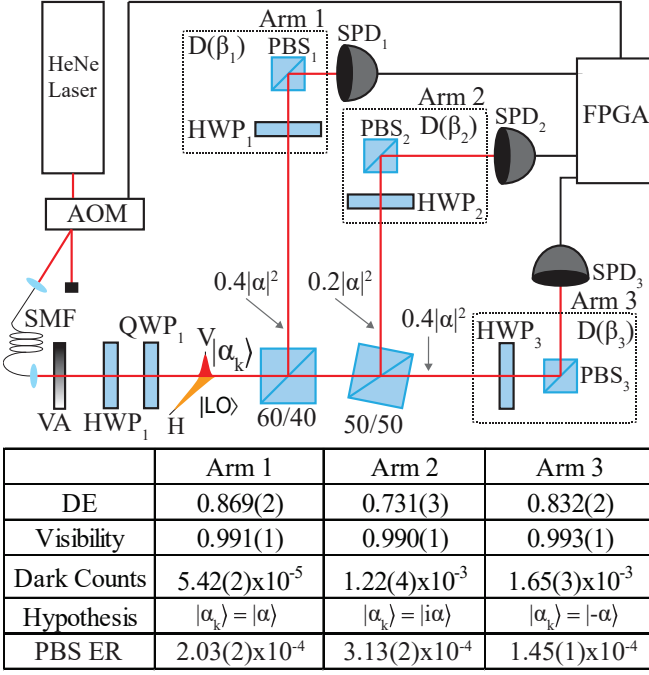 HeNe
Laser
AOM
SMF
VA
HWP₁
QWP₁
V
H
|αₖ⟩
|LO⟩
60/40
50/50
0.4|α|²
0.2|α|²
0.4|α|²
Arm 1
D(β₁)
PBS₁
HWP₁
SPD₁
Arm 2
PBS₂
D(β₂)
HWP₂
SPD₂
FPGA
SPD₃
Arm 3
HWP₃
D(β₃)
PBS₃
Arm 1 Arm 2 Arm 3
DE 0.869(2) 0.731(3) 0.832(2)
Visibility 0.991(1) 0.990(1) 0.993(1)
Dark Counts 5.42(2)x10⁻⁵ 1.22(4)x10⁻³ 1.65(3)x10⁻³
Hypothesis |αₖ⟩ = |α⟩ |αₖ⟩ = |iα⟩ |αₖ⟩ = |-α⟩
PBS ER 2.03(2)x10⁻⁴ 3.13(2)x10⁻⁴ 1.45(1)x10⁻⁴